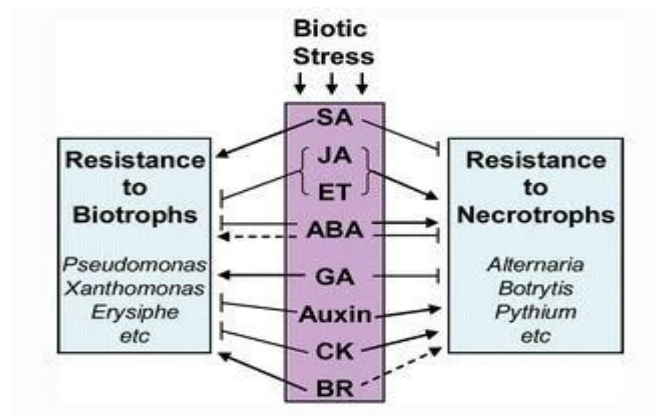 Biotic
Stress
SA
JA
ET
ABA
GA
Auxin
CK
BR
Resistance
to
Biotrophs
Pseudomonas
Xanthomonas
Erysiphe
etc
Resistance
to
Necrotrophs
Alternaria
Botrytis
Pythium
etc